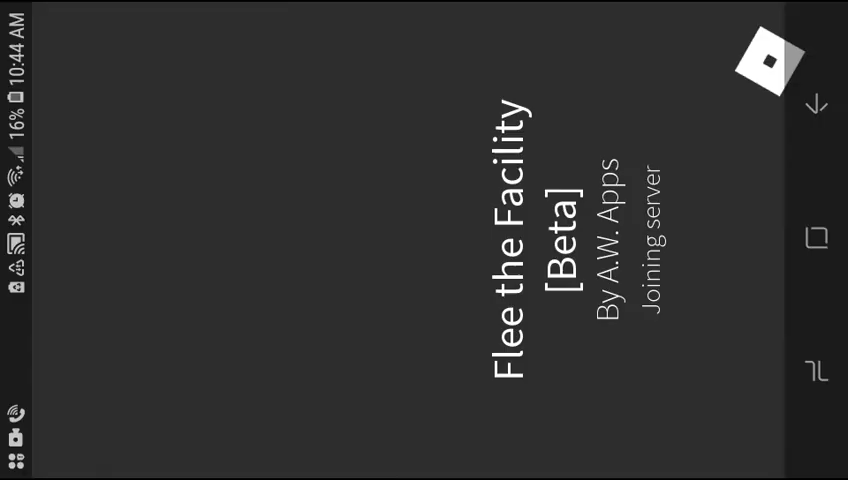 16% 10:44 AM
Flee the Facility
[Beta]
By A.W. Apps
Joining server